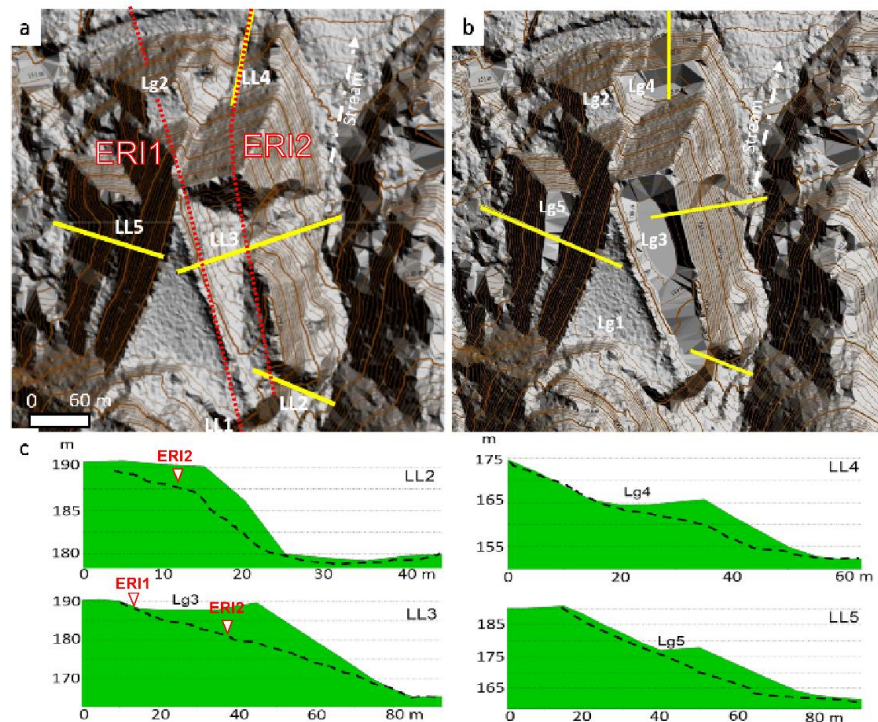 a
Lg2
LL4
Stream
ERI1
ERI2
LL5
LL3
LL2
LL1
0 60 m
b
Lg2
Lg4
Stream
Lg5
Lg3
Lg1
c
m
190
185
180
ERI2
LL2
0 10 20 30 40 m
190
180
170
ERI1
Lg3
ERI2
LL3
0 20 40 60 80 m
175
165
155
Lg4
LL4
0 20 40 60 m
185
175
165
Lg5
LL5
0 20 40 60 80 m